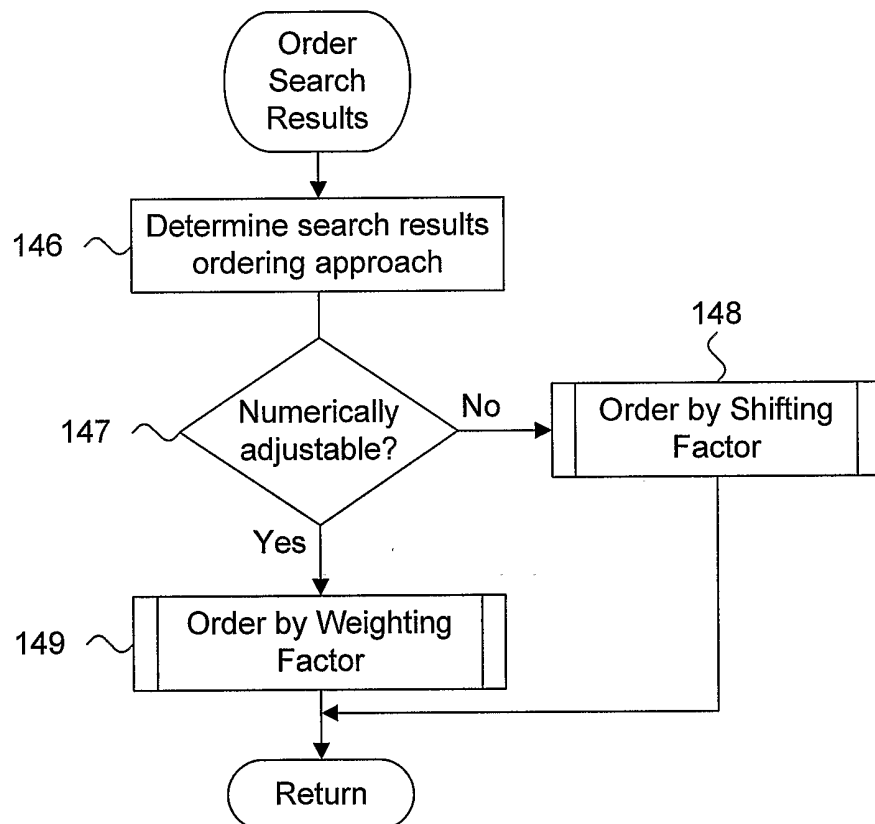 Order
Search
Results
146
Determine search results
ordering approach
148
147
Numerically
adjustable?
No
Order by Shifting
Factor
Yes
149
Order by Weighting
Factor
Return